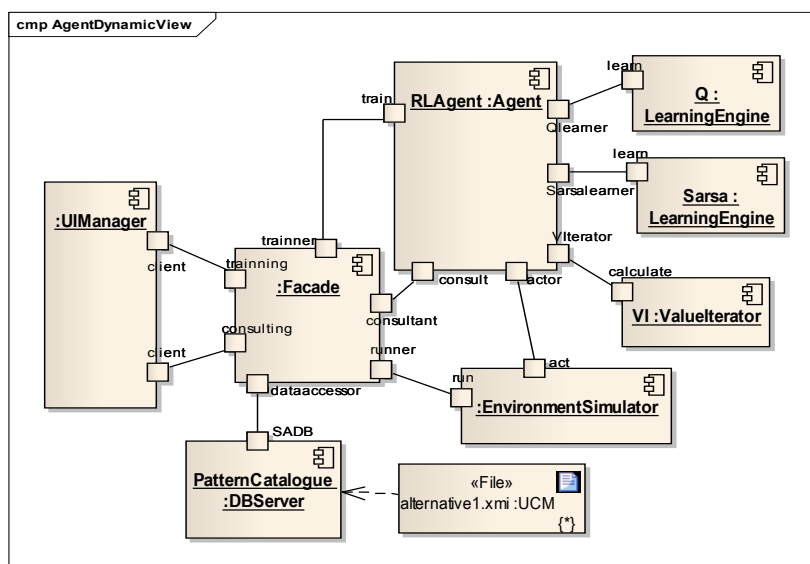 cmp AgentDynamicView
learn
Q :
LearningEngine
RLAgent :Agent
train
Qlearner
learn
Sarsalearner
Sarsa :
LearningEngine
:UIManager
client
trainner
trainning
:Facade
VIterator
calculate
VI :ValueIterator
consult
actor
consultant
consulting
client
runner
run
act
:EnvironmentSimulator
dataaccessor
SADB
PatternCatalogue
:DBServer
«File»
alternative1.xmi :UCM
{*}